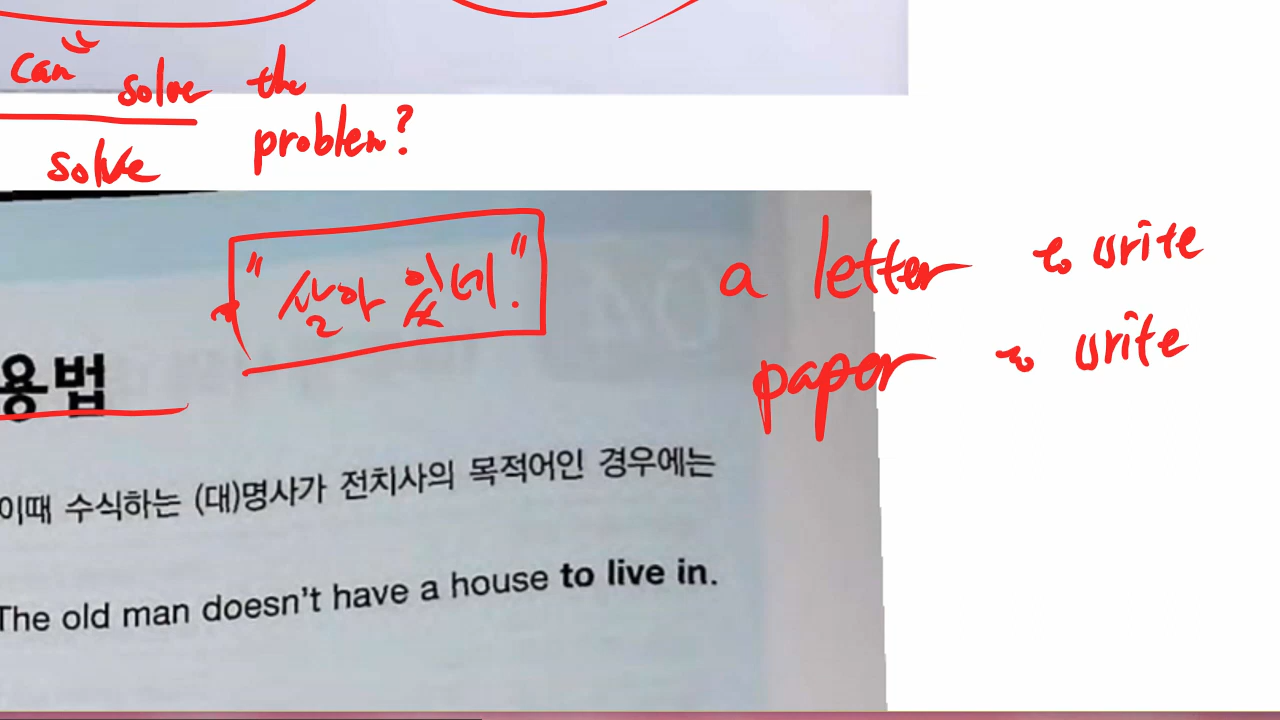 can solve the
problem?
solve
"살아 있네."
a letter to write
paper to write
용법
이때 수식하는 (대)명사가 전치사의 목적어인 경우에는
The old man doesn't have a house to live in.